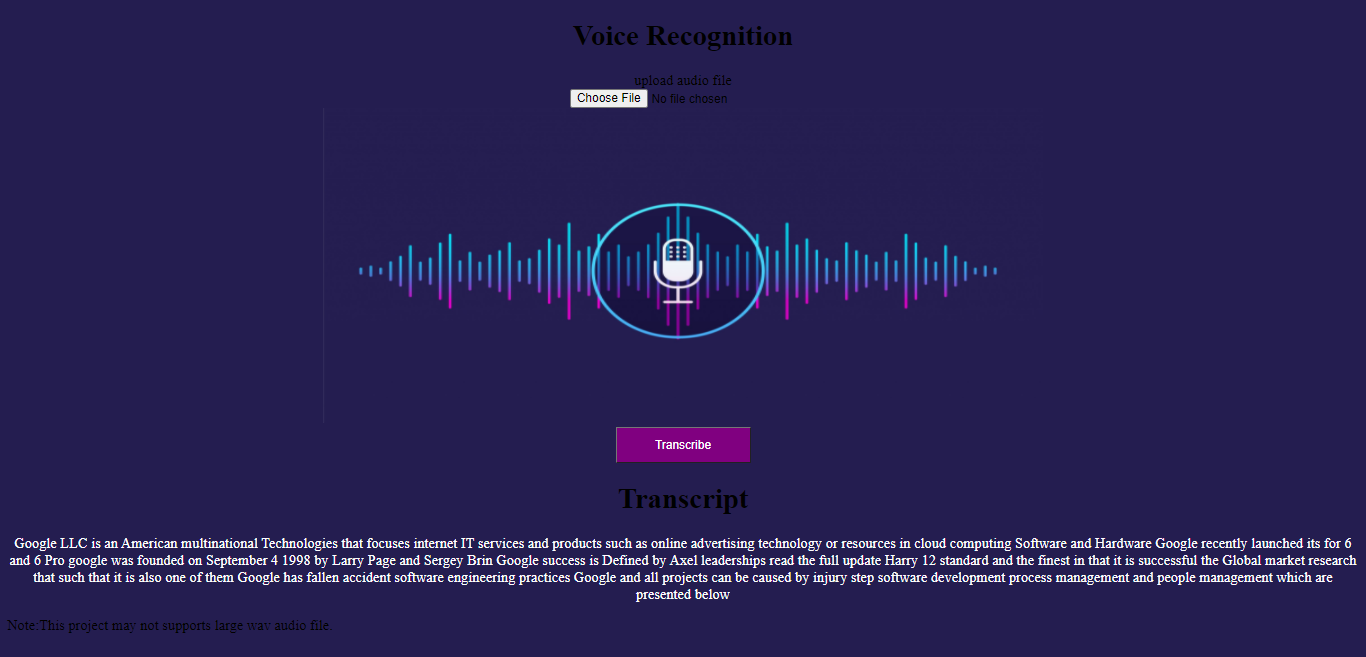 Voice Recognition
upload audio file
Choose File No file chosen
Transcribe
Transcript
Google LLC is an American multinational Technologies that focuses internet IT services and products such as online advertising technology or resources in cloud computing Software and Hardware Google recently launched its for 6
and 6 Pro google was founded on September 4 1998 by Larry Page and Sergey Brin Google success is Defined by Axel leaderships read the full update Harry 12 standard and the finest in that it is successful the Global market research
that such that it is also one of them Google has fallen accident software engineering practices Google and all projects can be caused by injury step software development process management and people management which are
presented below
Note:This project may not supports large wav audio file.